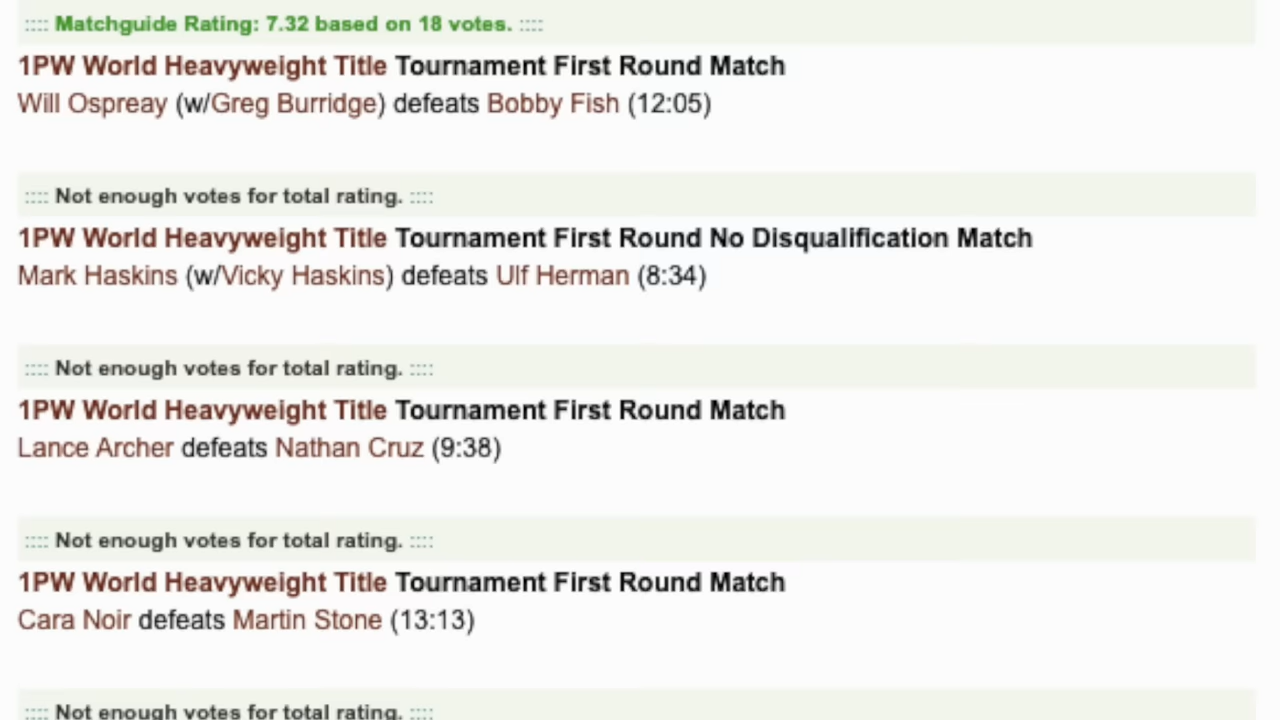 :::: Matchguide Rating: 7.32 based on 18 votes. ::::
1PW World Heavyweight Title Tournament First Round Match
Will Ospreay (w/Greg Burridge) defeats Bobby Fish (12:05)
:::: Not enough votes for total rating. ::::
1PW World Heavyweight Title Tournament First Round No Disqualification Match
Mark Haskins (w/Vicky Haskins) defeats Ulf Herman (8:34)
:::: Not enough votes for total rating. ::::
1PW World Heavyweight Title Tournament First Round Match
Lance Archer defeats Nathan Cruz (9:38)
:::: Not enough votes for total rating. ::::
1PW World Heavyweight Title Tournament First Round Match
Cara Noir defeats Martin Stone (13:13)
:::: Not enough votes for total rating. ::::